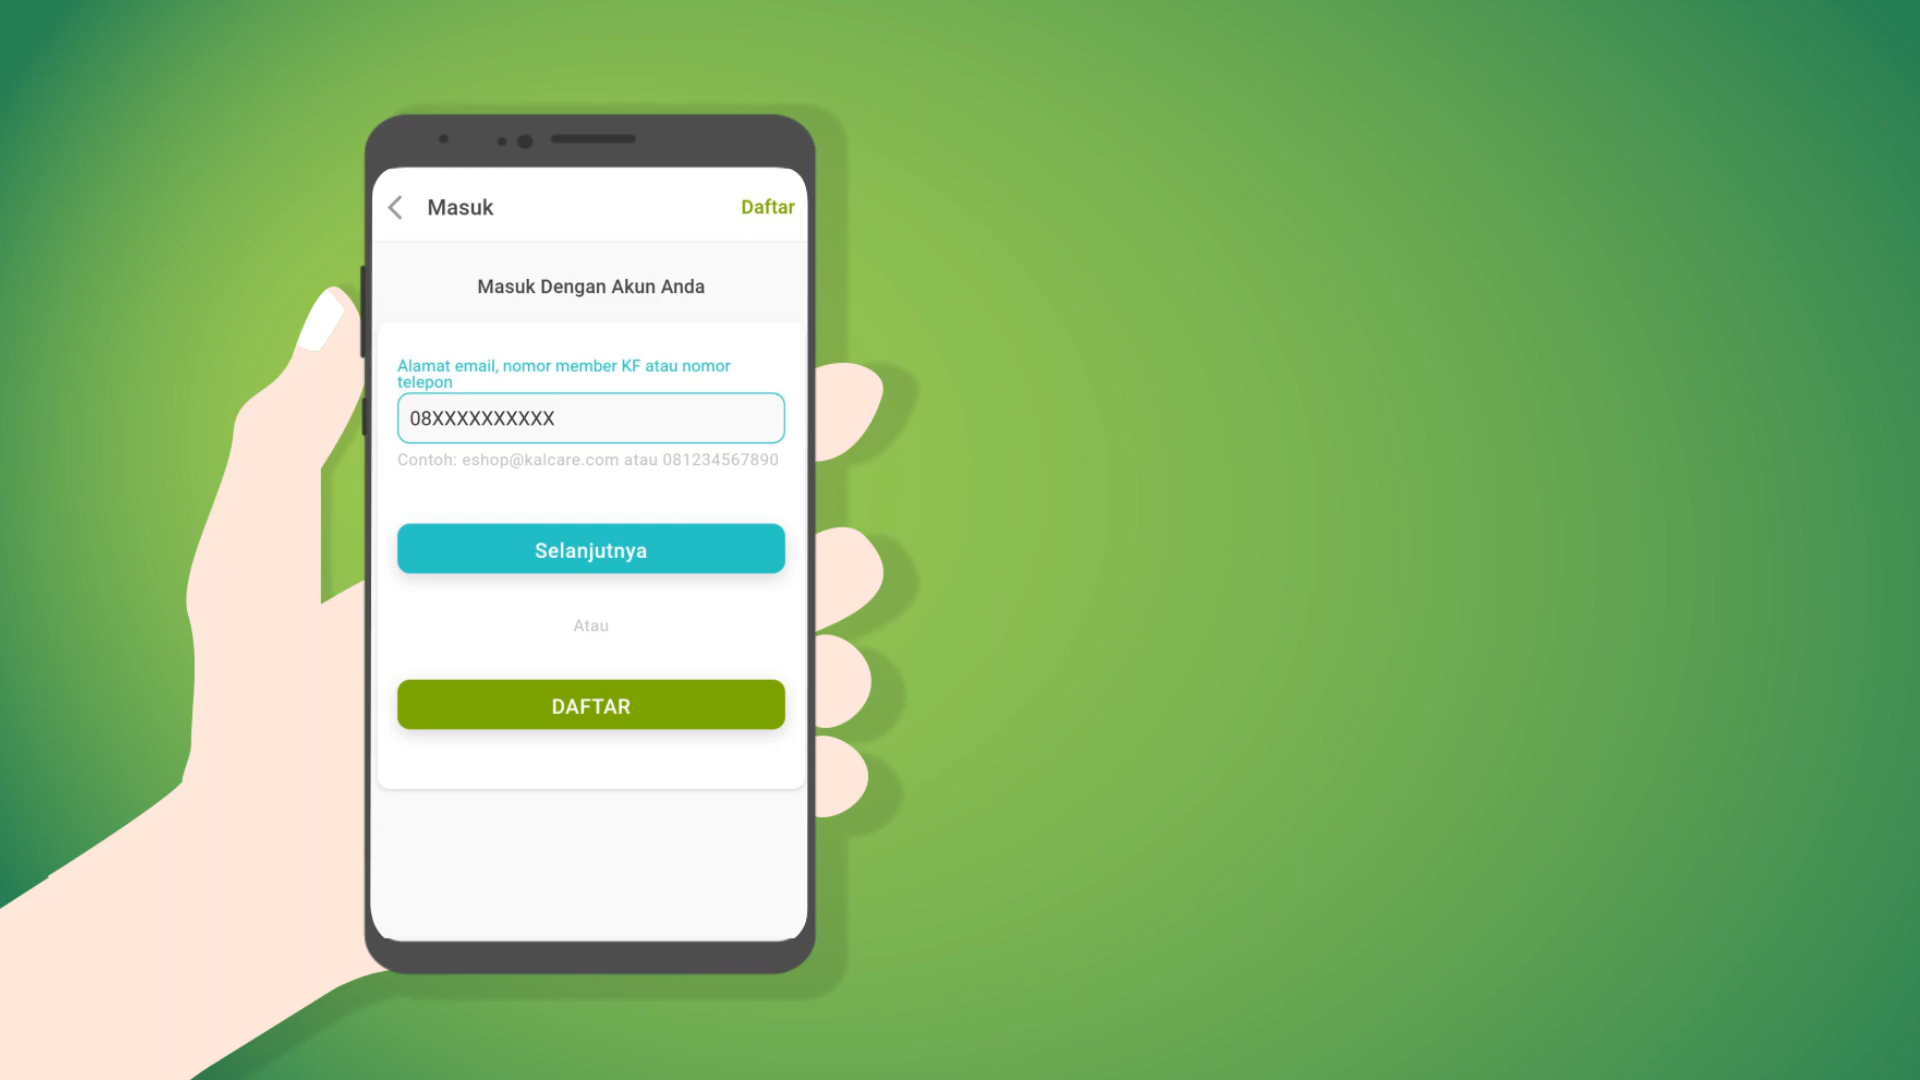 Masuk
Daftar
Masuk Dengan Akun Anda
Alamat email, nomor member KF atau nomor
telepon
08XXXXXXXXXX
Contoh: eshop@kalcare.com atau 081234567890
Selanjutnya
Atau
DAFTAR